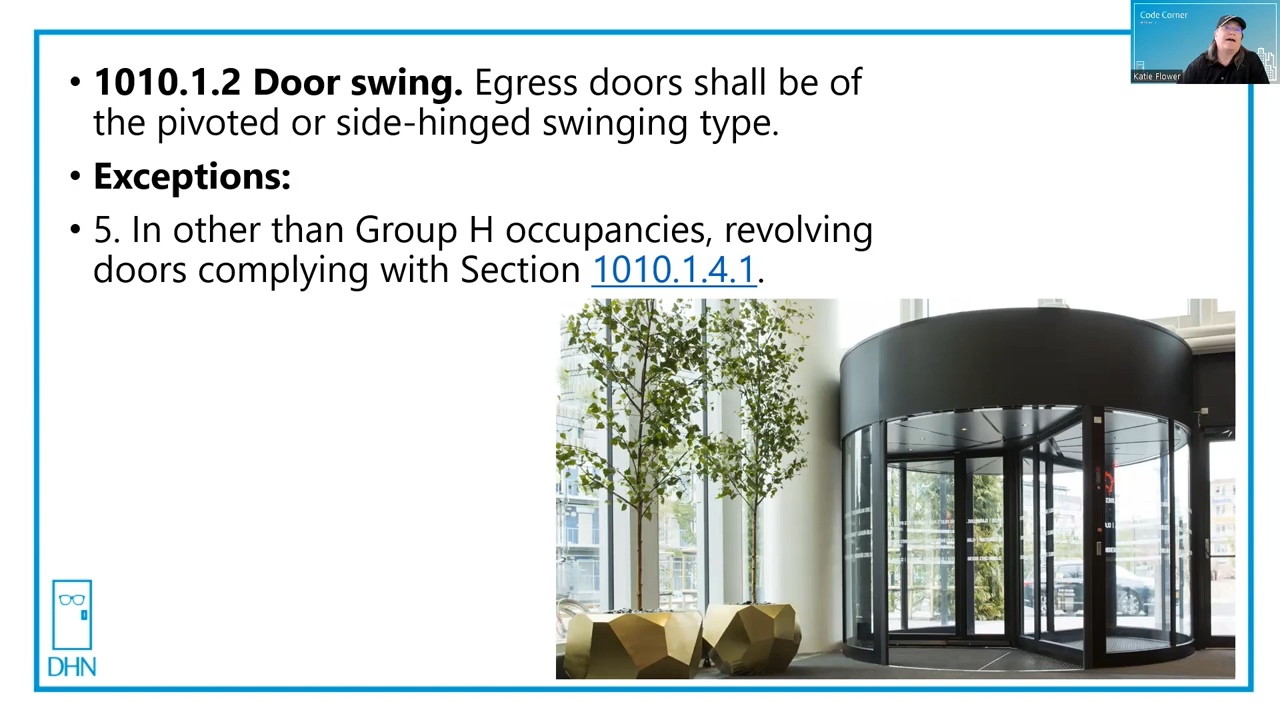 Code Corner
Katie Flower
• 1010.1.2 Door swing. Egress doors shall be of
the pivoted or side-hinged swinging type.
• Exceptions:
• 5. In other than Group H occupancies, revolving
doors complying with Section 1010.1.4.1.
DHN